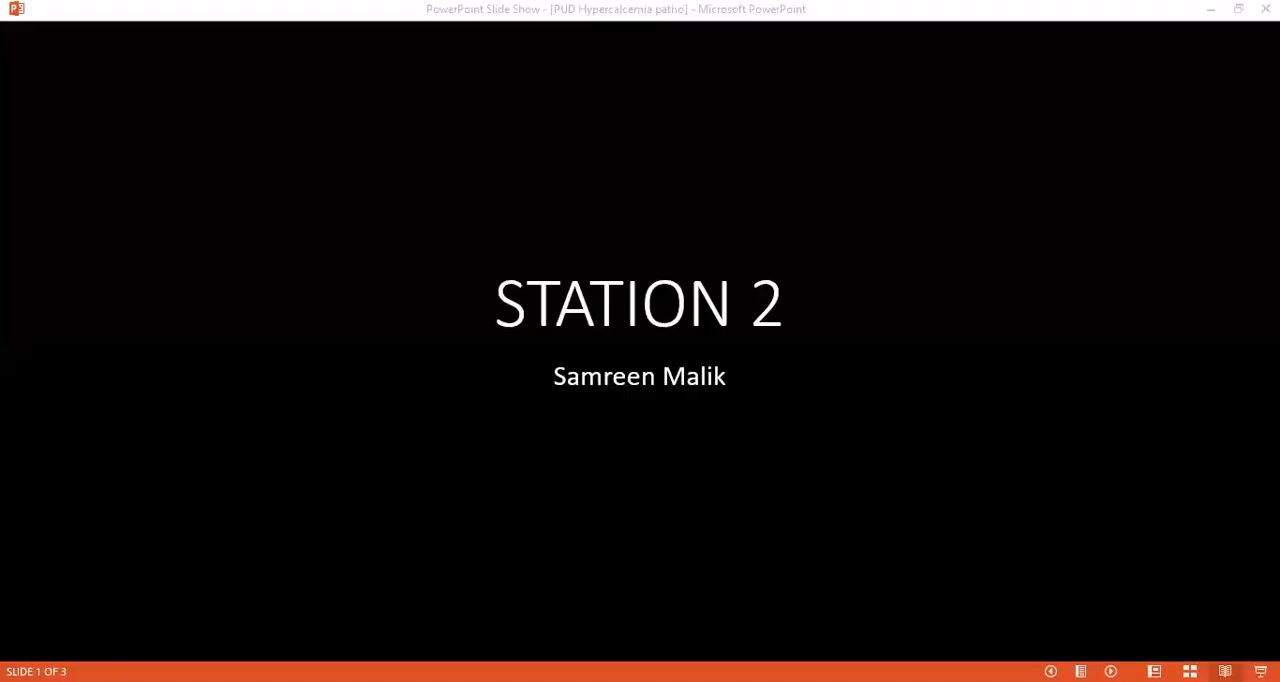 PowerPoint Slide Show - [PUD Hypercalcemia patho] - Microsoft PowerPoint
STATION 2
Samreen Malik
SLIDE 1 OF 3